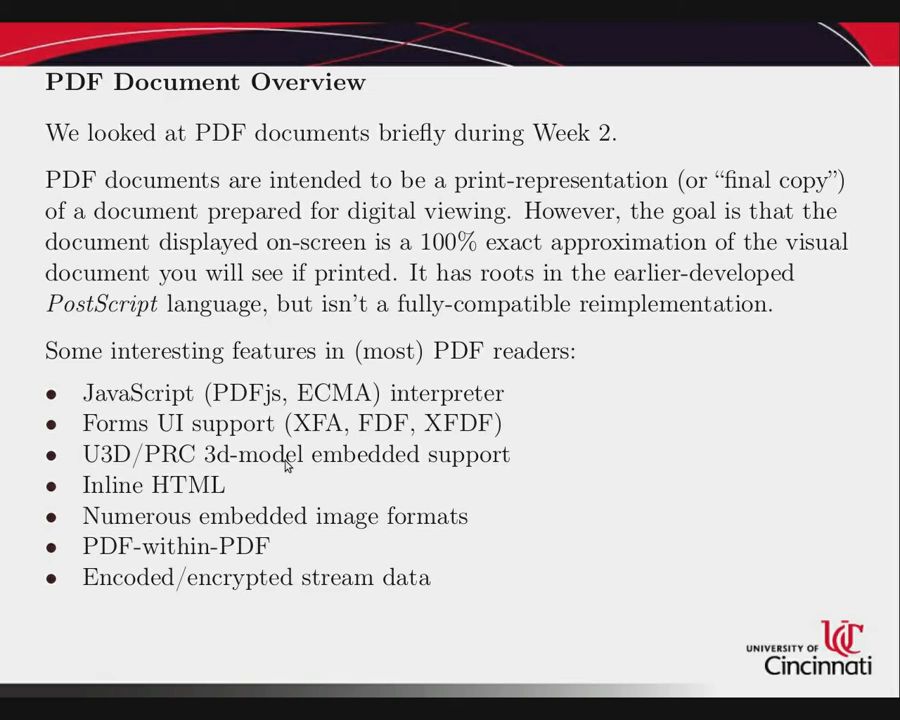 PDF Document Overview
We looked at PDF documents briefly during Week 2.
PDF documents are intended to be a print-representation (or “final copy”)
of a document prepared for digital viewing. However, the goal is that the
document displayed on-screen is a 100% exact approximation of the visual
document you will see if printed. It has roots in the earlier-developed
PostScript language, but isn’t a fully-compatible reimplementation.
Some interesting features in (most) PDF readers:
• JavaScript (PDFjs, ECMA) interpreter
• Forms UI support (XFA, FDF, XFDF)
• U3D/PRC 3d-model embedded support
• Inline HTML
• Numerous embedded image formats
• PDF-within-PDF
• Encoded/encrypted stream data
UC
UNIVERSITY OF
Cincinnati